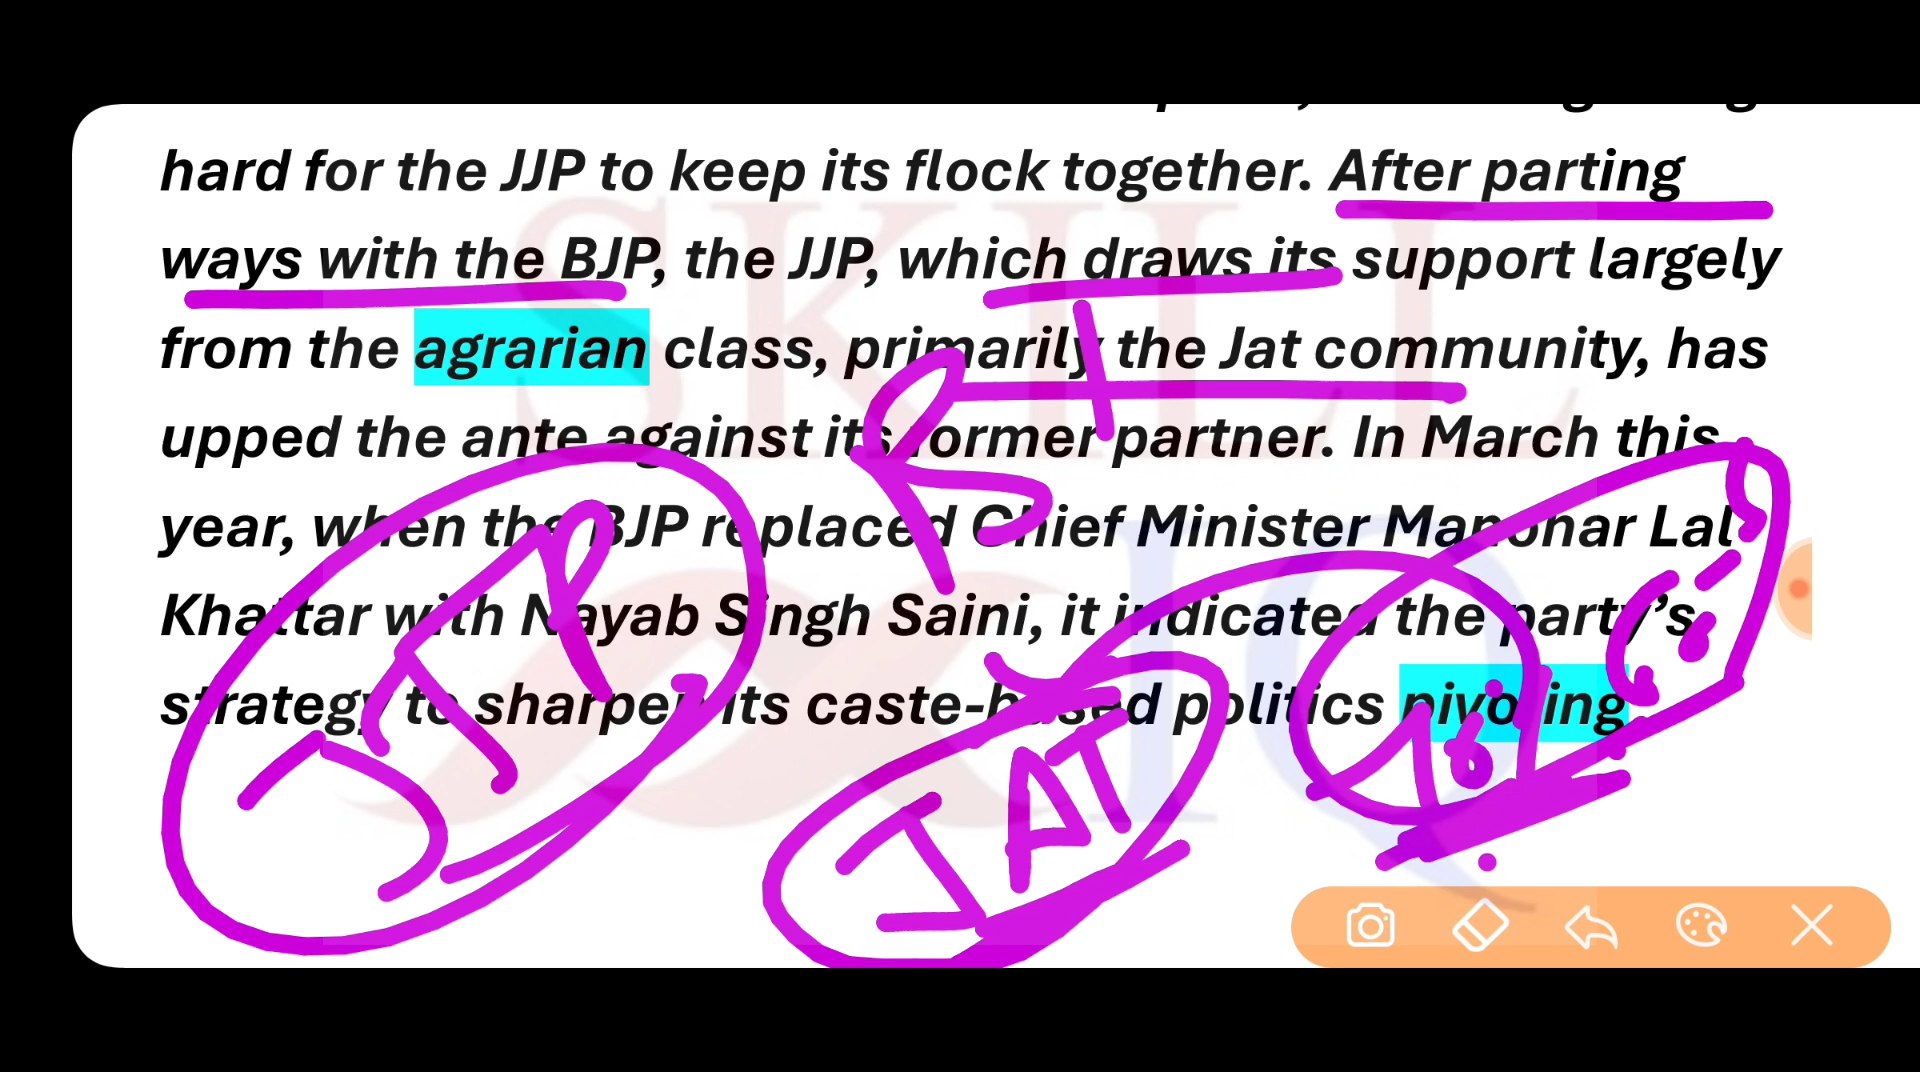 hard for the JJP to keep its flock together. After parting
ways with the BJP, the JJP, which draws its support largely
from the agrarian class, primarily the Jat community, has
upped the ante against its former partner. In March this
year, when the BJP replaced Chief Minister Manohar Lal
Khattar with Nayab Singh Saini, it indicated the party's
strategy to sharpen its caste-based politics pivoting
JJP
JAT
SKILL
IQ